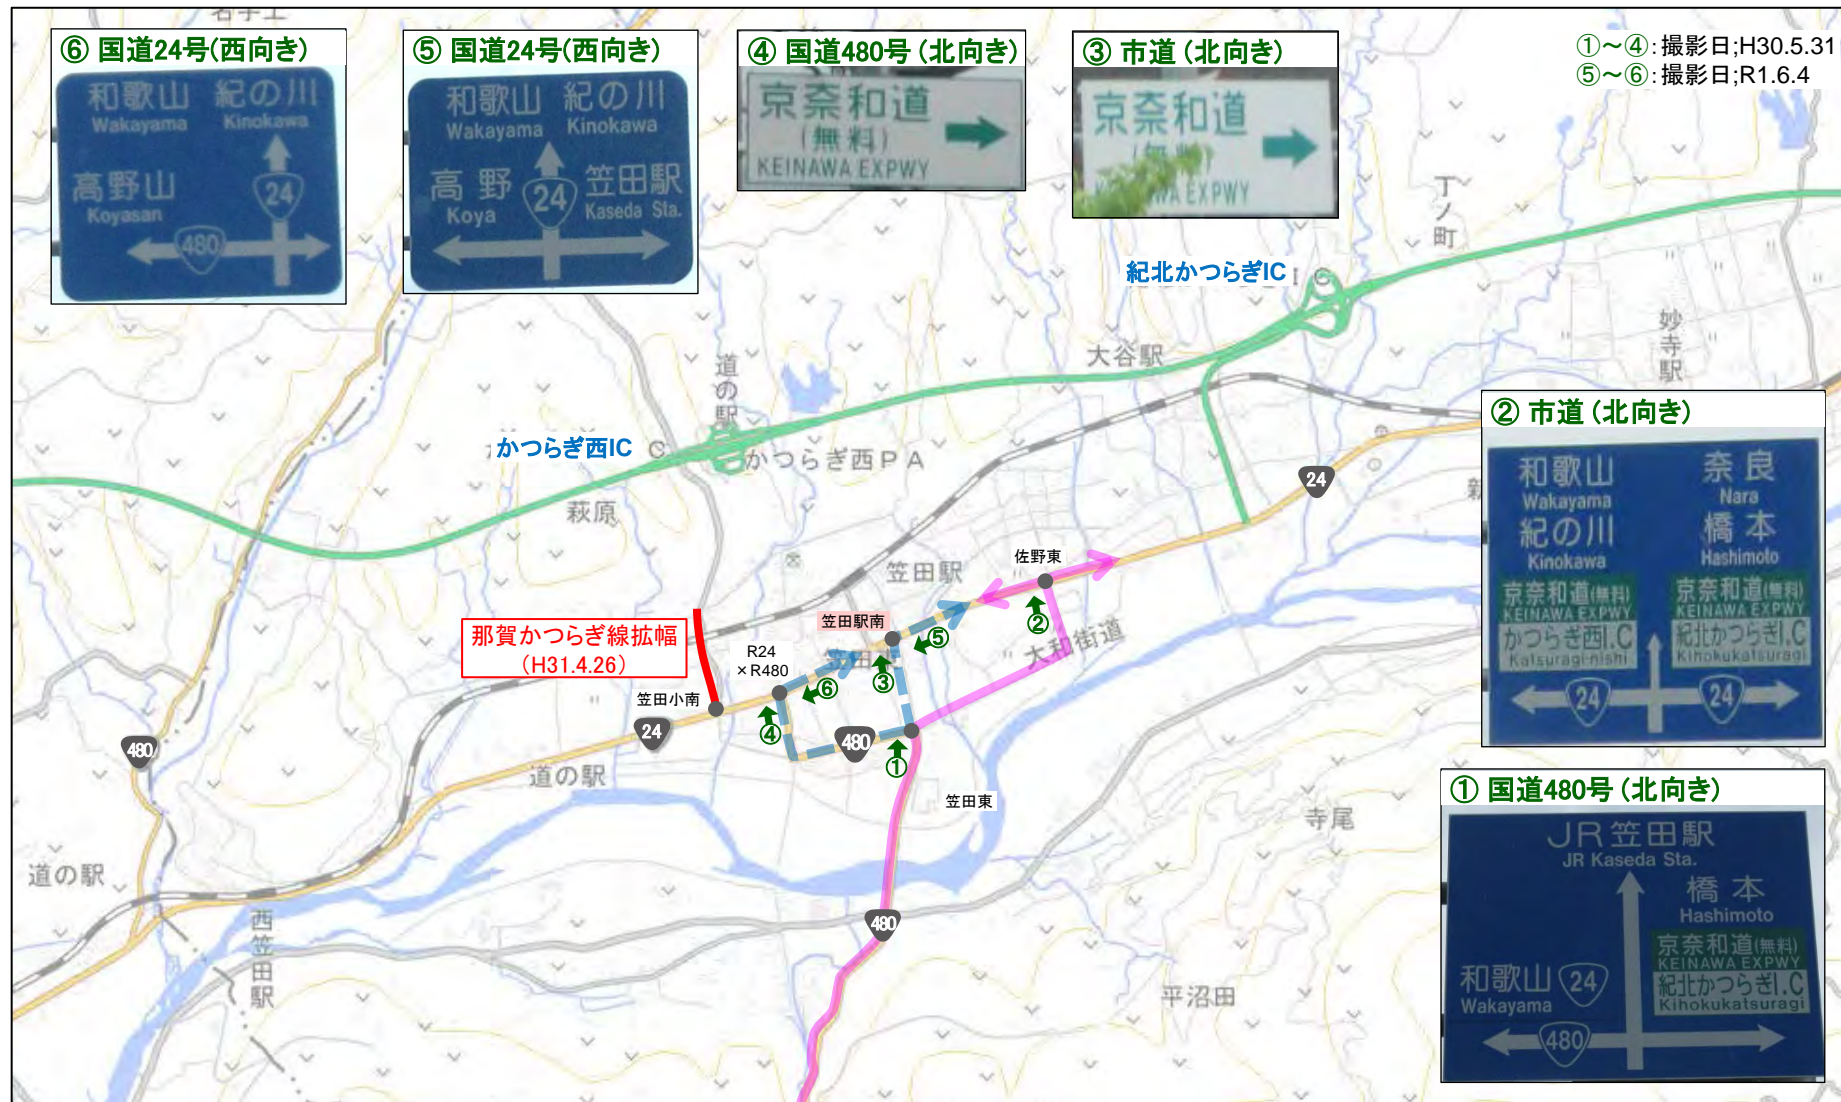 ⑥ 国道24号(西向き)
和歌山 紀の川
Wakayama Kinokawa
高野山
Koyasan
24
480
⑤ 国道24号(西向き)
和歌山 紀の川
Wakayama Kinokawa
高野 24 笠田駅
Koya Kaseda Sta.
④ 国道480号 (北向き)
京奈和道
(無料)
KEINAWA EXPWY
③ 市道 (北向き)
京奈和道
WA EXPWY
①～④:撮影日;H30.5.31
⑤～⑥:撮影日;R1.6.4
丁ノ町
紀北かつらぎIC
妙寺駅
大谷駅
道の駅
かつらぎ西IC
かつらぎ西PA
萩原
24
② 市道 (北向き)
和歌山 奈良
Wakayama Nara
紀の川 橋本
Kinokawa Hashimoto
京奈和道(無料) 京奈和道(無料)
KEINAWA EXPWY KEINAWA EXPWY
かつらぎ西I.C 紀北かつらぎI.C
Katsuragi-nishi Kihokukatsuragi
24 24
佐野東
笠田駅
笠田駅南
②
⑤
大和街道
那賀かつらぎ線拡幅
(H31.4.26)
R24
×R480
③
⑥
笠田小南
④
24
480
①
480
道の駅
笠田東
寺尾
道の駅
480
西笠田駅
平沼田
① 国道480号 (北向き)
JR笠田駅
JR Kaseda Sta.
橋本
Hashimoto
京奈和道(無料)
KEINAWA EXPWY
和歌山 24 紀北かつらぎI.C
Wakayama Kihokukatsuragi
480